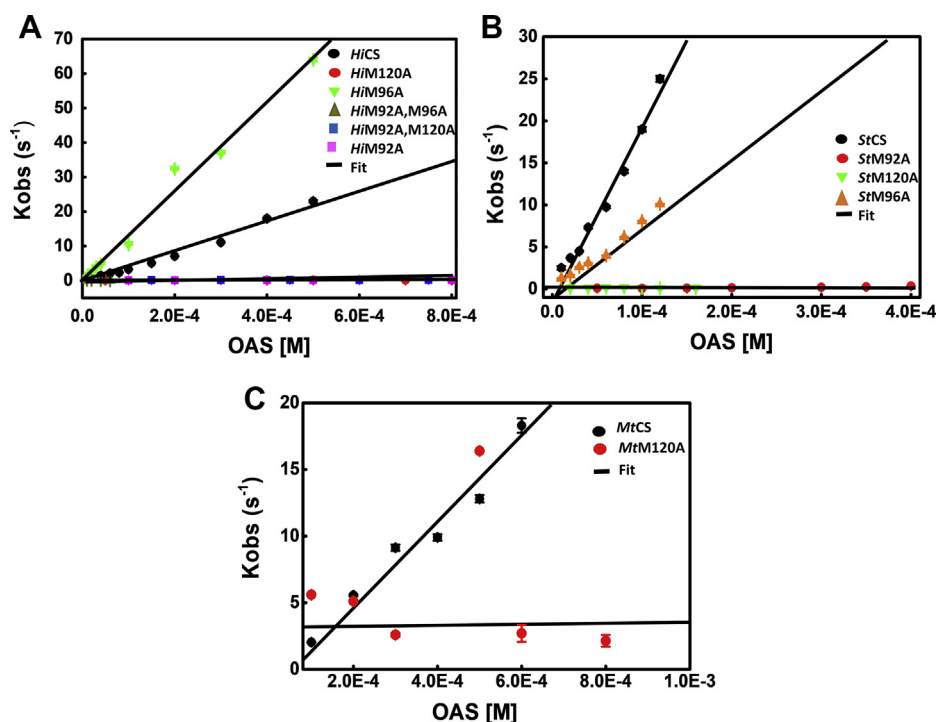 A
B
70
60
50
40
30
20
10
0
Kobs (s⁻¹)
HiCS
HiM120A
HiM96A
HiM92A,M96A
HiM92A,M120A
HiM92A
Fit
0.0 2.0E-4 4.0E-4 6.0E-4 8.0E-4
OAS [M]
30
25
20
15
10
5
0
Kobs (s⁻¹)
StCS
StM92A
StM120A
StM96A
Fit
0.0 1.0E-4 2.0E-4 3.0E-4 4.0E-4
OAS [M]
C
20
15
10
5
0
Kobs (s⁻¹)
MtCS
MtM120A
Fit
2.0E-4 4.0E-4 6.0E-4 8.0E-4 1.0E-3
OAS [M]